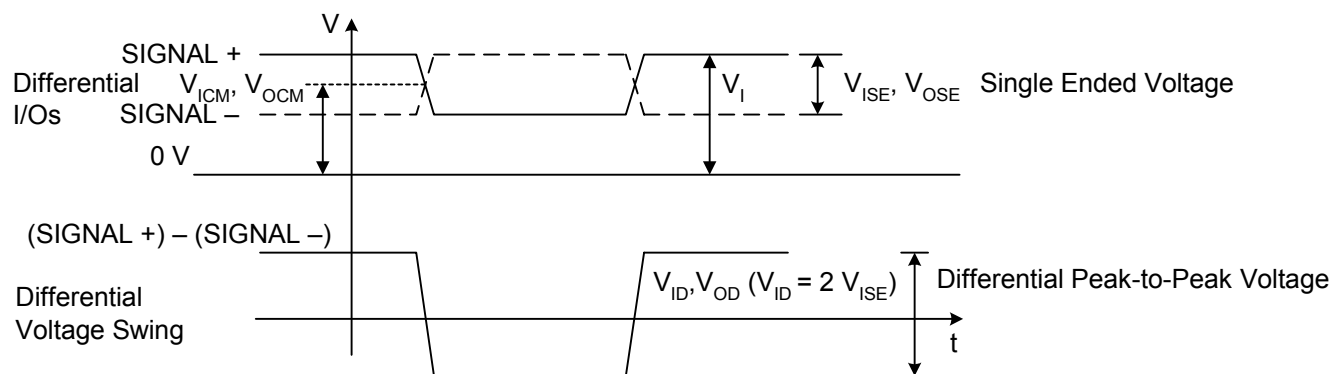 V
SIGNAL +
Differential I/Os
V_ICM, V_OCM
SIGNAL –
V_I
V_ISE, V_OSE
Single Ended Voltage
0 V
(SIGNAL +) – (SIGNAL –)
Differential
Voltage Swing
V_ID, V_OD (V_ID = 2 V_ISE)
Differential Peak-to-Peak Voltage
t